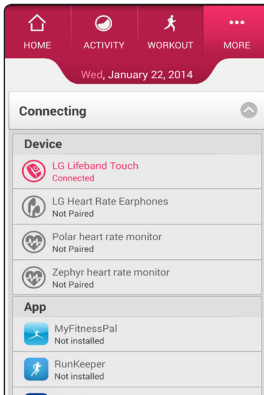 HOME ACTIVITY WORKOUT MORE
Wed, January 22, 2014
Connecting
Device
LG Lifeband Touch
Connected
LG Heart Rate Earphones
Not Paired
Polar heart rate monitor
Not Paired
Zephyr heart rate monitor
Not Paired
App
MyFitnessPal
Not installed
RunKeeper
Not installed